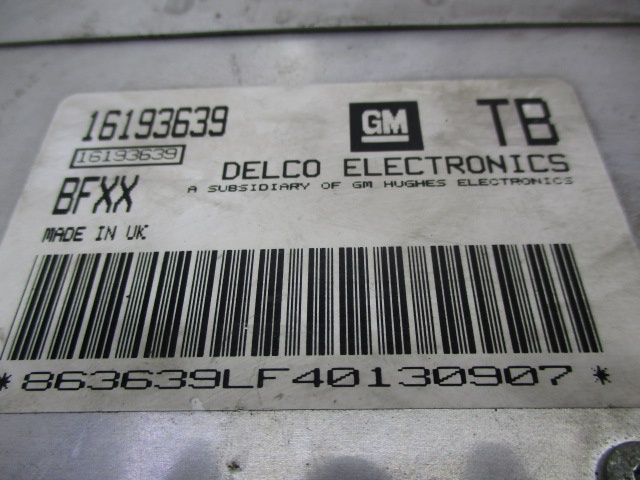 16193639
GM
TB
16193639
DELCO ELECTRONICS
A SUBSIDIARY OF GM HUGHES ELECTRONICS
BFXX
MADE IN UK
*863639LF40130907*